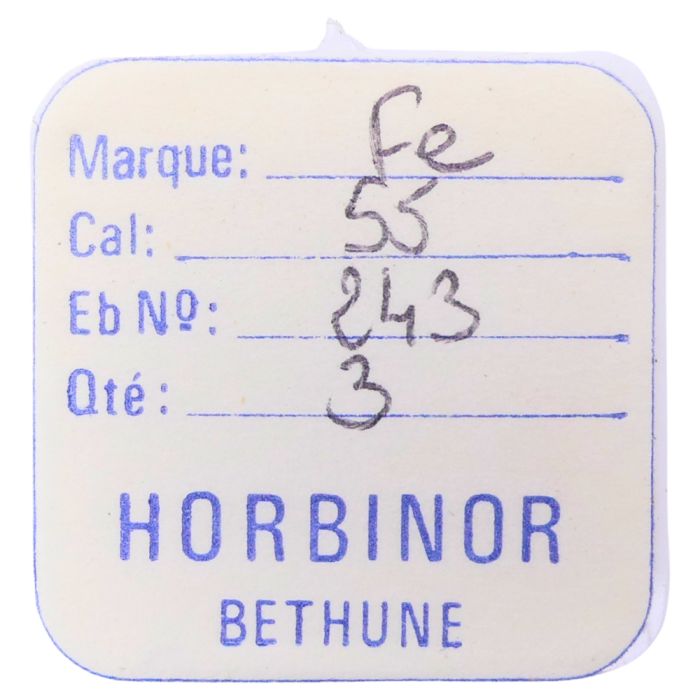 Marque: Fe
Cal: 55
Eb Nº: 243
Qté: 3
HORBINOR
BETHUNE